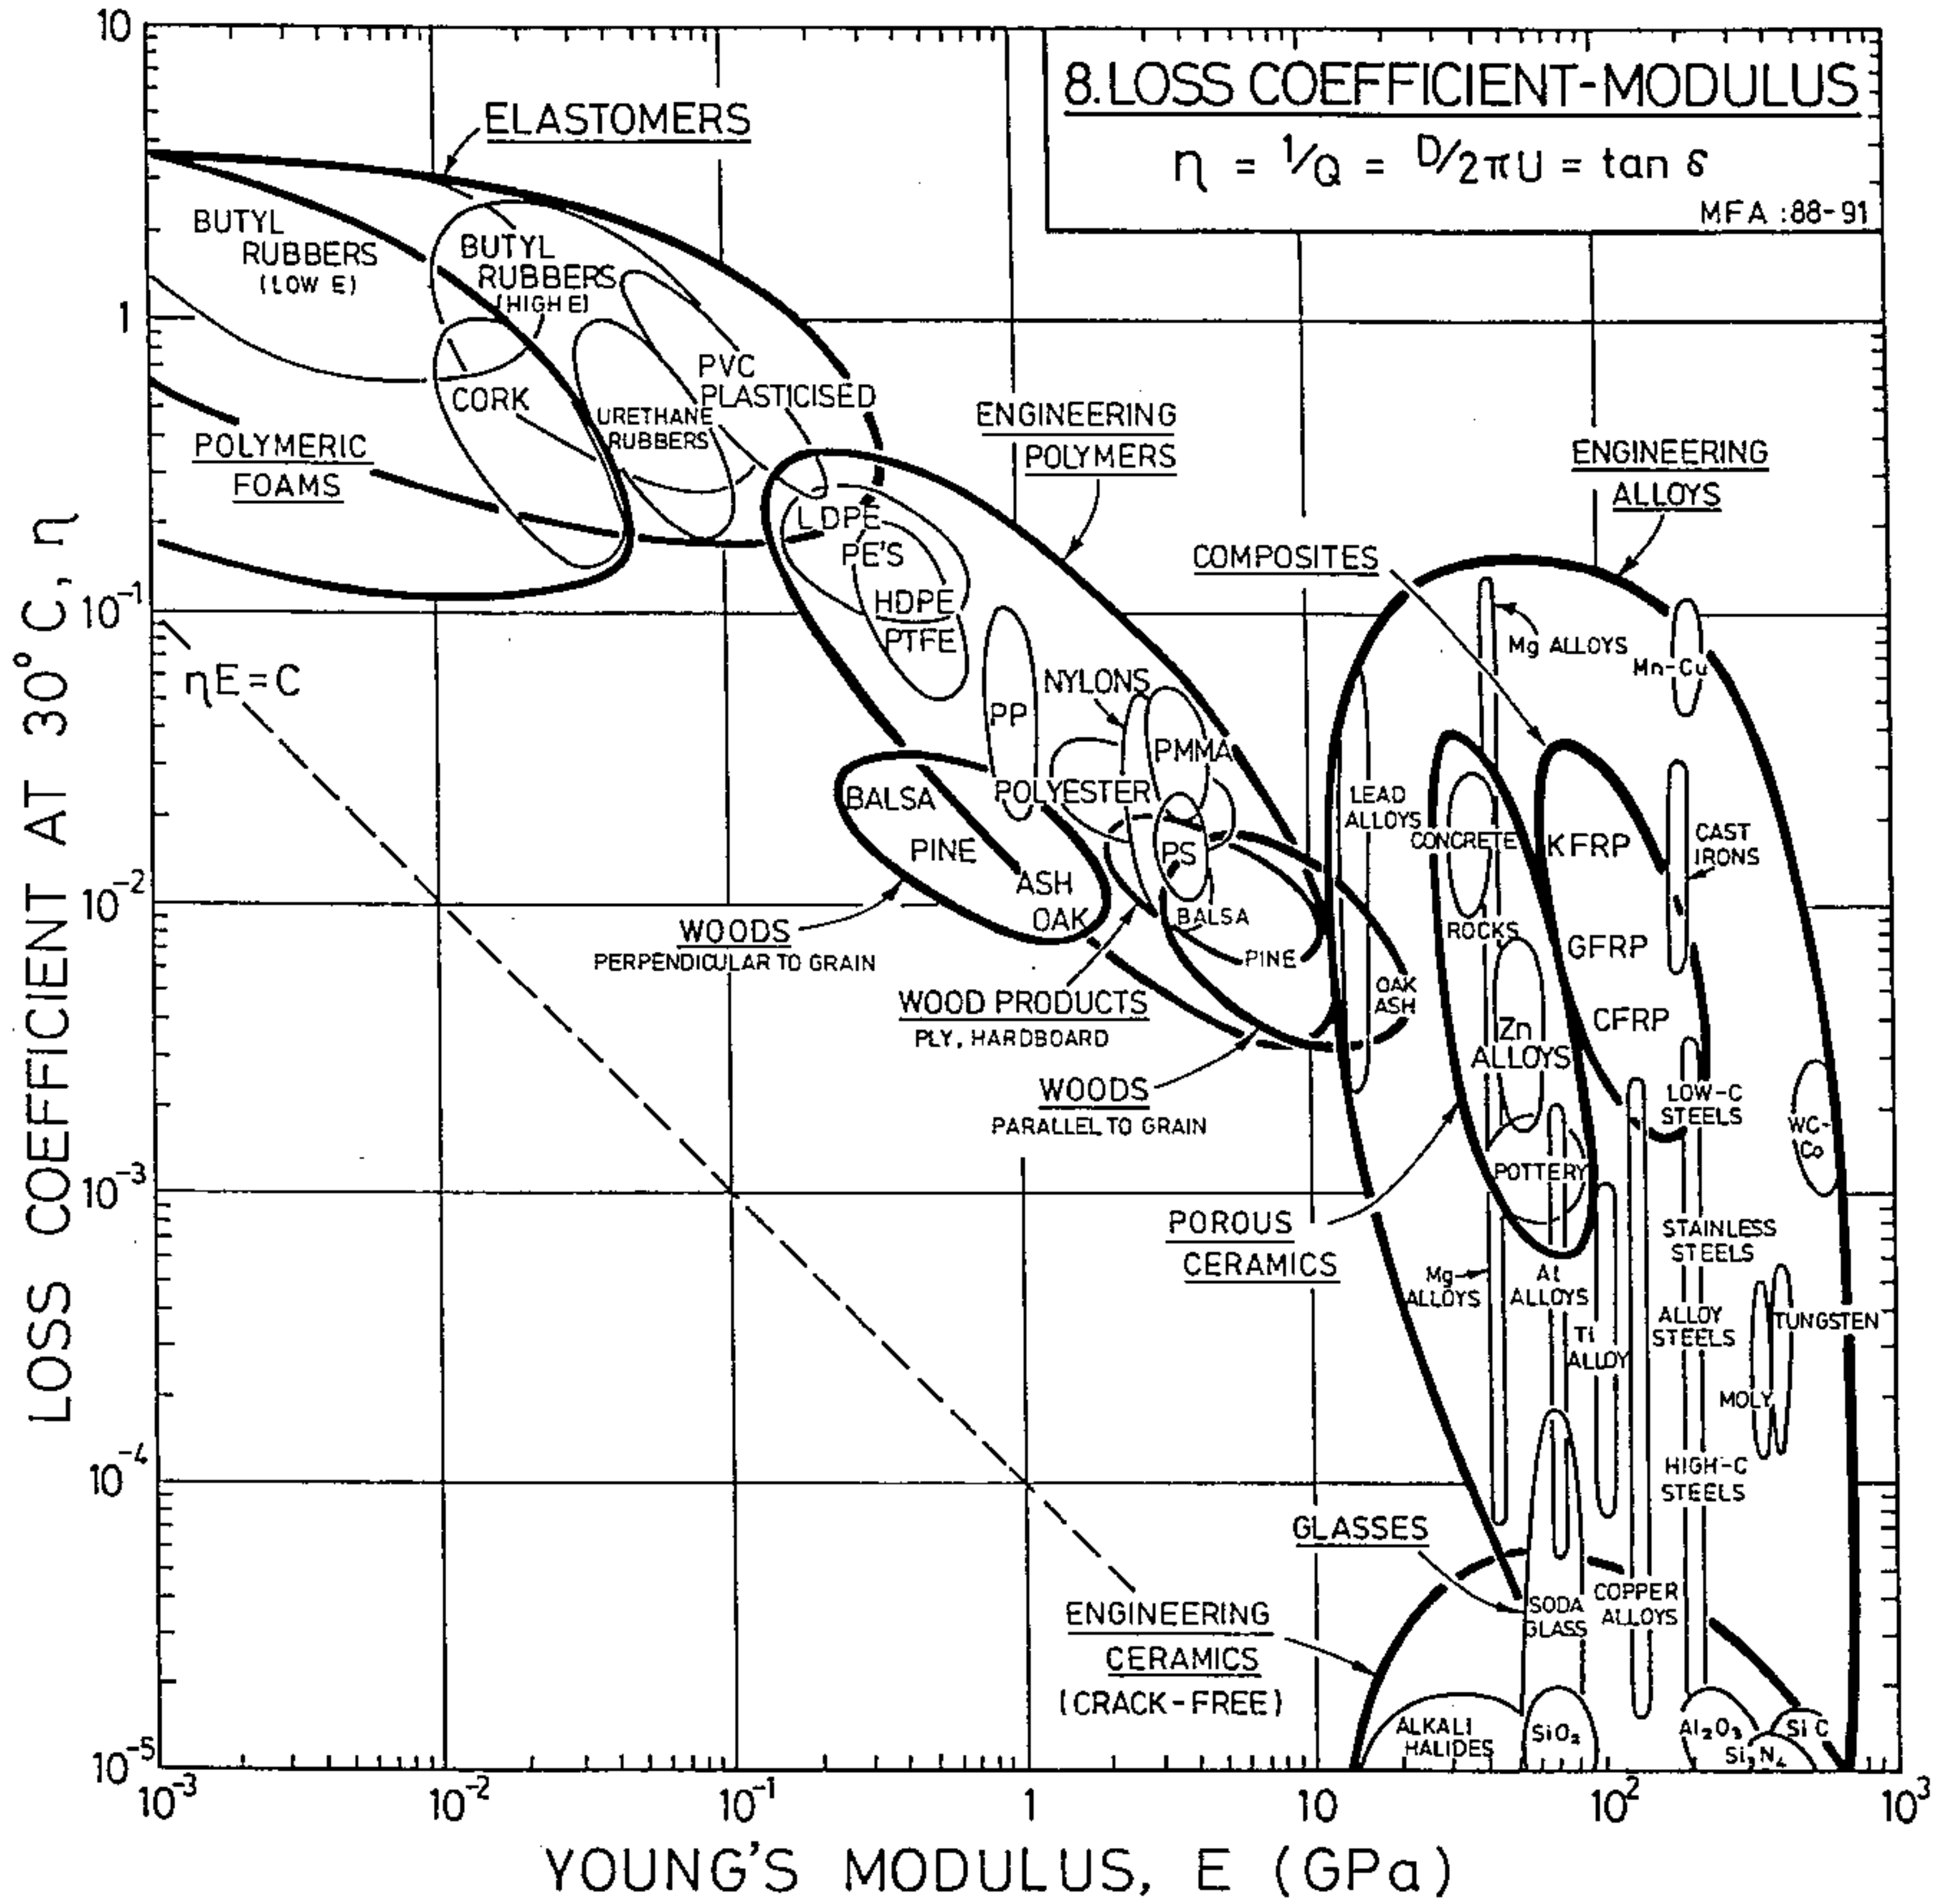 8. LOSS COEFFICIENT-MODULUS
η = 1/Q = D/2πU = tan δ
MFA :88-91
LOSS COEFFICIENT AT 30°C, η
10
1
10⁻¹
10⁻²
10⁻³
10⁻⁴
10⁻⁵
ELASTOMERS
BUTYL
RUBBERS
(LOW E)
BUTYL
RUBBERS
(HIGH E)
CORK
PVC
PLASTICISED
URETHANE
RUBBERS
POLYMERIC
FOAMS
ENGINEERING
POLYMERS
ENGINEERING
ALLOYS
COMPOSITES
LDPE
PE'S
HDPE
PTFE
ηE=C
Mg ALLOYS
Mn-Cu
NYLONS
PP
PMMA
POLYESTER
PS
BALSA
PINE
ASH
OAK
LEAD
ALLOYS
CONCRETE
KFRP
CAST
IRONS
WOODS
PERPENDICULAR TO GRAIN
BALSA
PINE
ROCKS
GFRP
WOOD PRODUCTS
PLY, HARDBOARD
OAK
ASH
Zn
ALLOYS
CFRP
WOODS
PARALLEL TO GRAIN
LOW-C
STEELS
WC-
Co
POTTERY
POROUS
CERAMICS
STAINLESS
STEELS
Mg
ALLOYS
Al
ALLOYS
Ti
ALLOY
ALLOY
STEELS
TUNGSTEN
MOLY
HIGH-C
STEELS
GLASSES
SODA
GLASS
COPPER
ALLOYS
ENGINEERING
CERAMICS
(CRACK-FREE)
ALKALI
HALIDES
SiO₂
Al₂O₃
SiC
Si₃N₄
10⁻³
10⁻²
10⁻¹
1
10
10²
10³
YOUNG'S MODULUS, E (GPa)